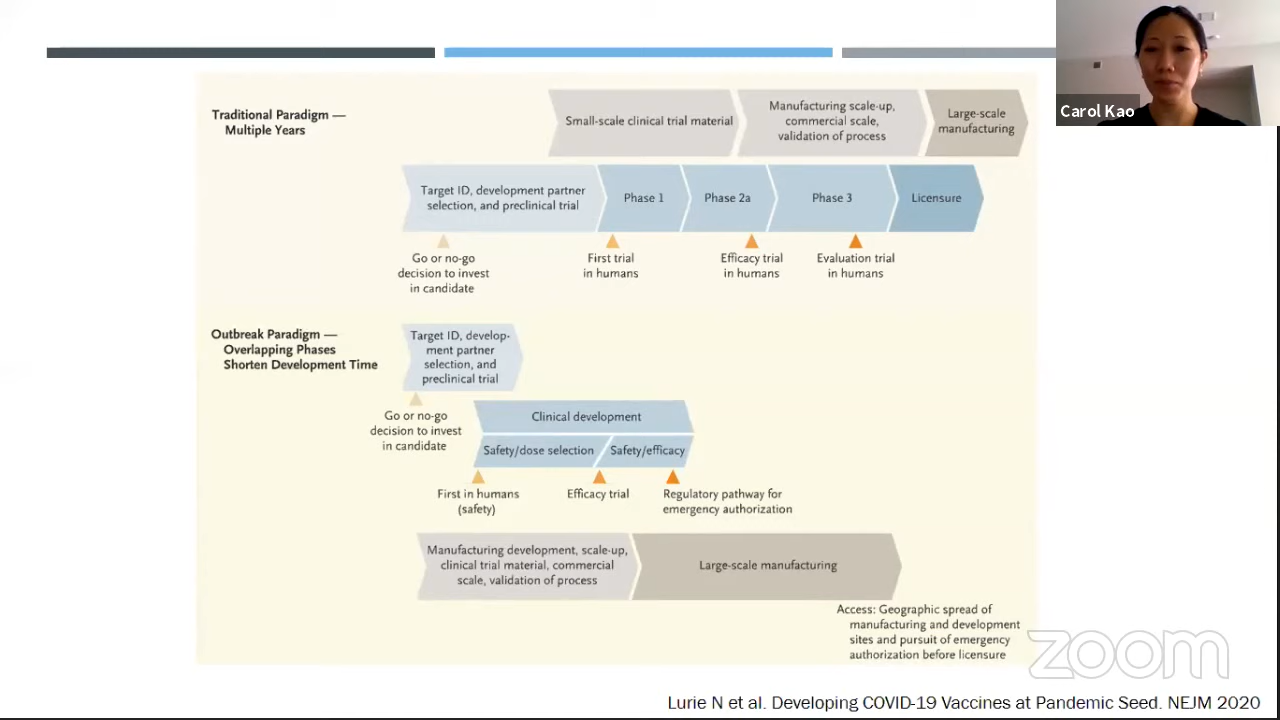 Carol Kao
Traditional Paradigm —
Multiple Years
Small-scale clinical trial material
Manufacturing scale-up,
commercial scale,
validation of process
Large-scale
manufacturing
Target ID, development partner
selection, and preclinical trial
Phase 1
Phase 2a
Phase 3
Licensure
Go or no-go
decision to invest
in candidate
First trial
in humans
Efficacy trial
in humans
Evaluation trial
in humans
Outbreak Paradigm —
Overlapping Phases
Shorten Development Time
Target ID, develop-
ment partner
selection, and
preclinical trial
Go or no-go
decision to invest
in candidate
Clinical development
Safety/dose selection
Safety/efficacy
First in humans
(safety)
Efficacy trial
Regulatory pathway for
emergency authorization
Manufacturing development, scale-up,
clinical trial material, commercial
scale, validation of process
Large-scale manufacturing
Access: Geographic spread of
manufacturing and development
sites and pursuit of emergency
authorization before licensure
zoom
Lurie N et al. Developing COVID-19 Vaccines at Pandemic Seed. NEJM 2020